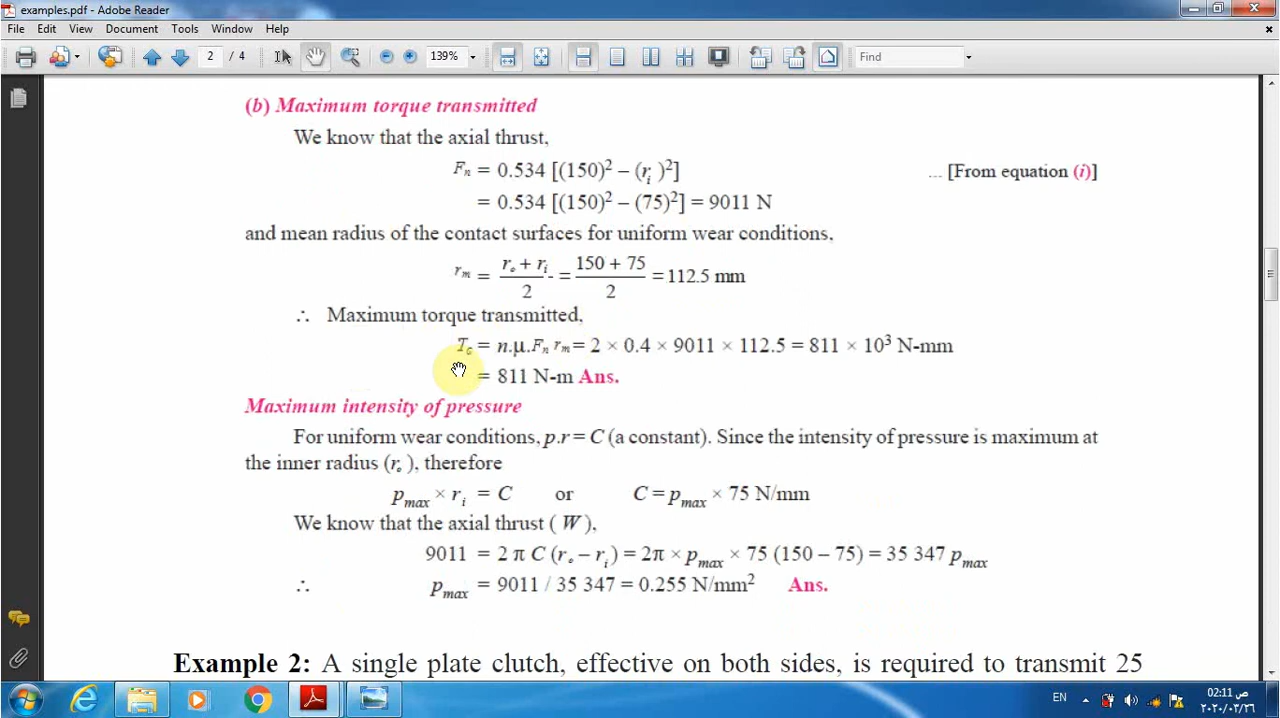 examples.pdf - Adobe Reader
File Edit View Document Tools Window Help
2 / 4 139% Find
(b) Maximum torque transmitted
We know that the axial thrust,
Fn = 0.534 [(150)² – (ri)²] ... [From equation (i)]
= 0.534 [(150)² – (75)²] = 9011 N
and mean radius of the contact surfaces for uniform wear conditions,
rm = (r₀ + ri)/2 = (150 + 75)/2 = 112.5 mm
∴ Maximum torque transmitted,
TG = n.μ.Fn rm = 2 × 0.4 × 9011 × 112.5 = 811 × 10³ N-mm
= 811 N-m Ans.
Maximum intensity of pressure
For uniform wear conditions, p.r = C (a constant). Since the intensity of pressure is maximum at
the inner radius (r₀), therefore
pmax × ri = C or C = pmax × 75 N/mm
We know that the axial thrust ( W ),
9011 = 2 π C (r₀ – ri) = 2π × pmax × 75 (150 – 75) = 35 347 pmax
∴ pmax = 9011 / 35 347 = 0.255 N/mm² Ans.
Example 2: A single plate clutch, effective on both sides, is required to transmit 25
EN 02:11 ص
٢٠٢٠/٠٣/٢٦